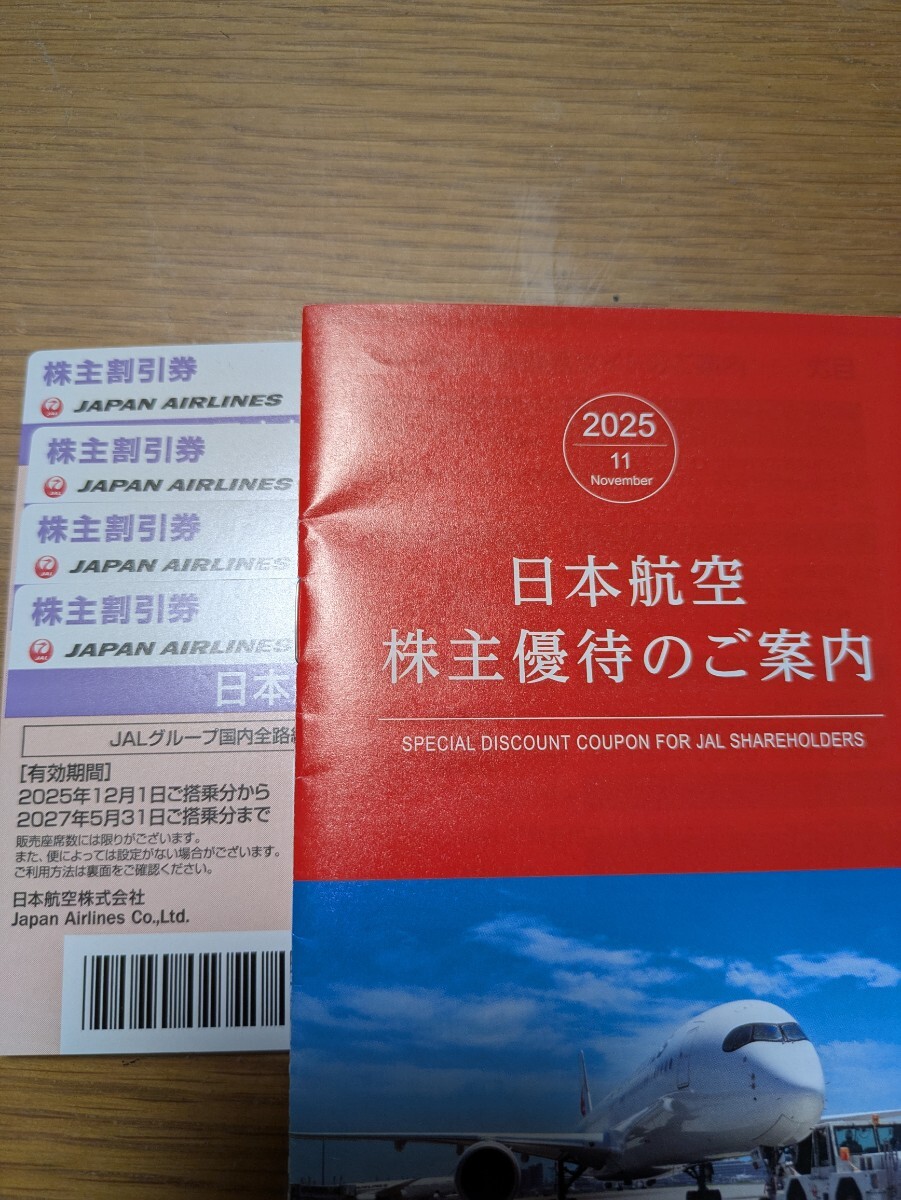 株主割引券
JAL
JAPAN AIRLINES
株主割引券
JAL
JAPAN AIRLINES
株主割引券
JAL
JAPAN AIRLINES
株主割引券
JAL
JAPAN AIRLINES
日本
JALグループ国内全路線
[有効期間]
2025年12月1日ご搭乗分から
2027年5月31日ご搭乗分まで
販売座席数には限りがございます。
また、便によっては設定がない場合がございます。
ご利用方法は裏面をご確認ください。
日本航空株式会社
Japan Airlines Co.,Ltd.
2025
11
November
日本航空
株主優待のご案内
SPECIAL DISCOUNT COUPON FOR JAL SHAREHOLDERS